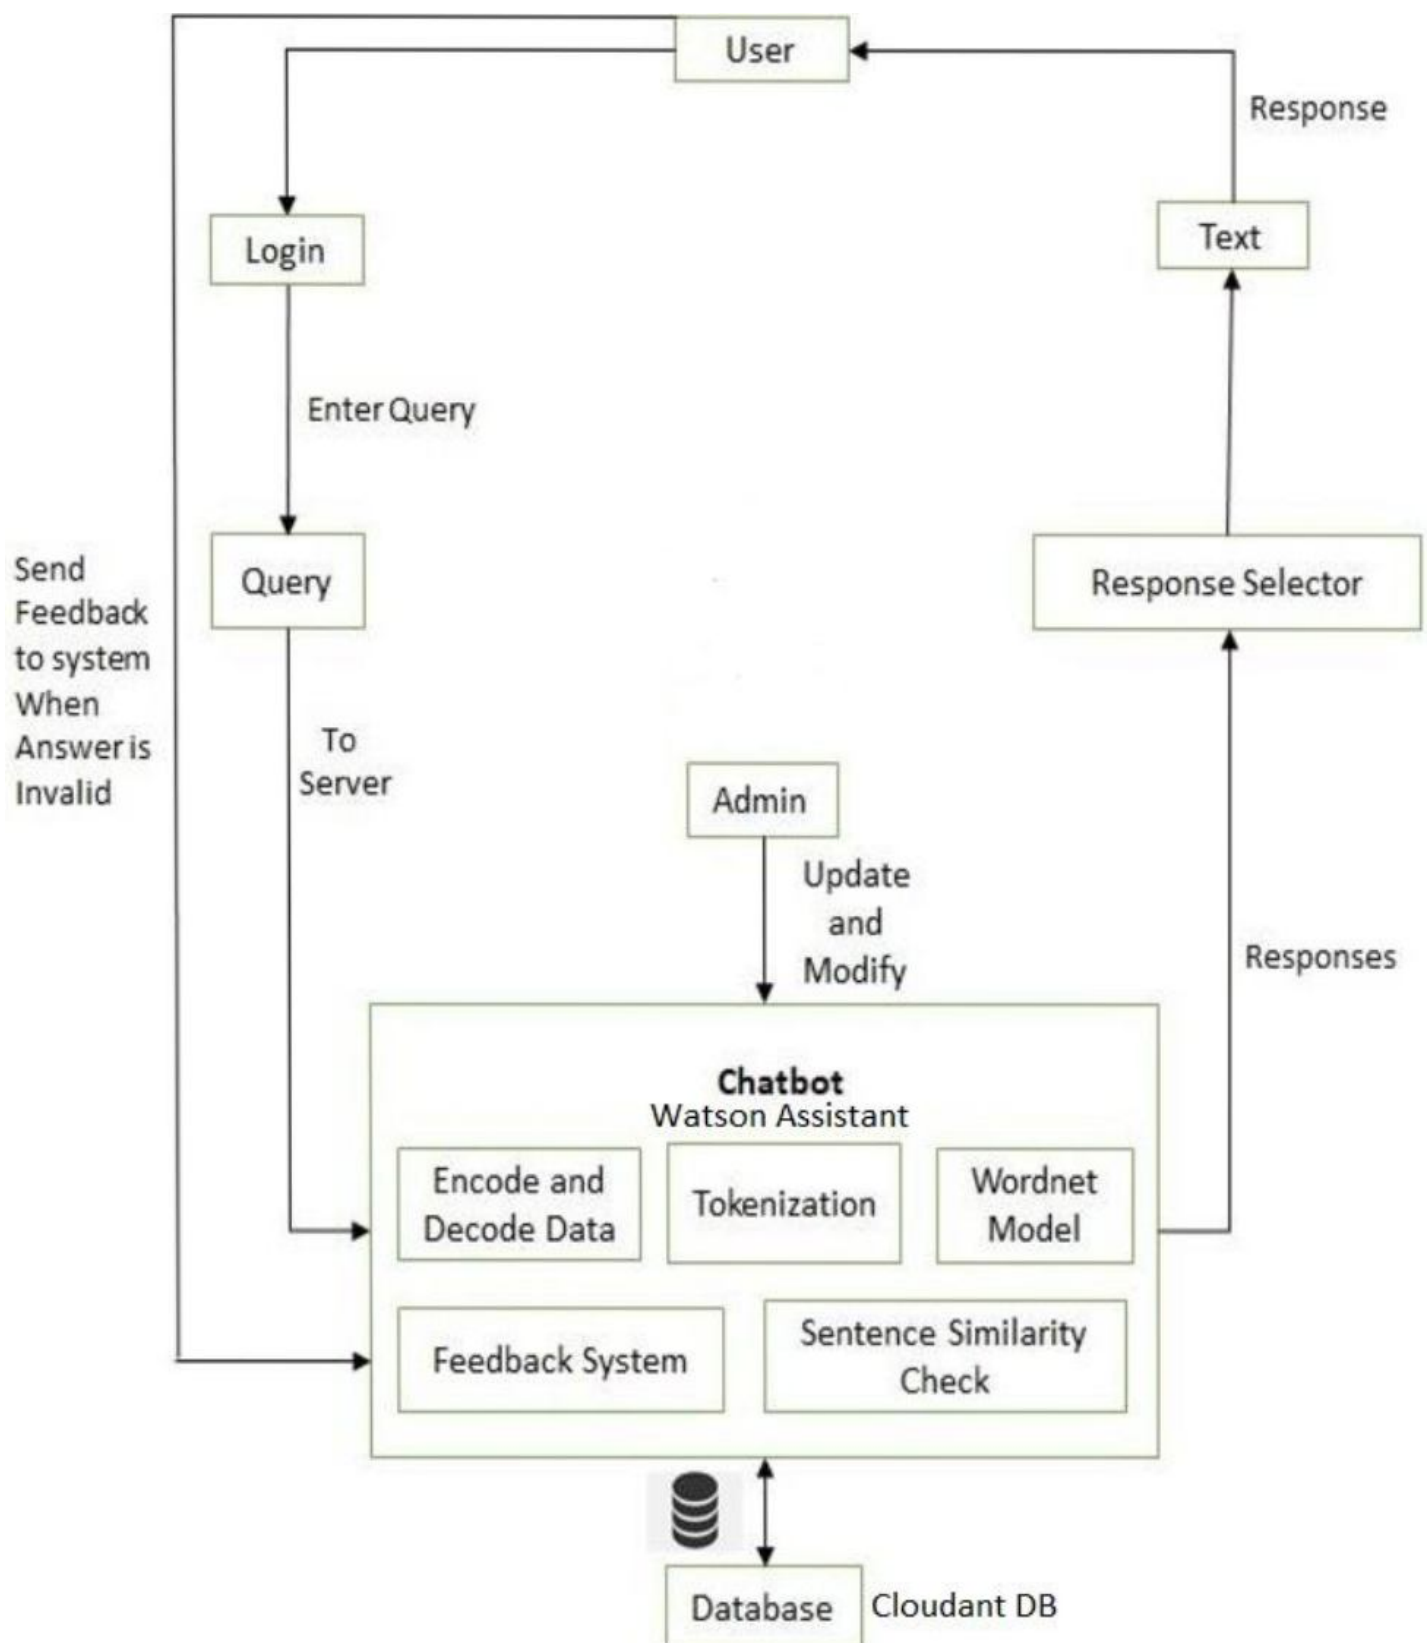 User
Response
Login
Text
Enter Query
Send
Feedback
to system
When
Answer is
Invalid
Query
Response Selector
To
Server
Admin
Update
and
Modify
Responses
Chatbot
Watson Assistant
Encode and
Decode Data
Tokenization
Wordnet
Model
Feedback System
Sentence Similarity
Check
Database
Cloudant DB